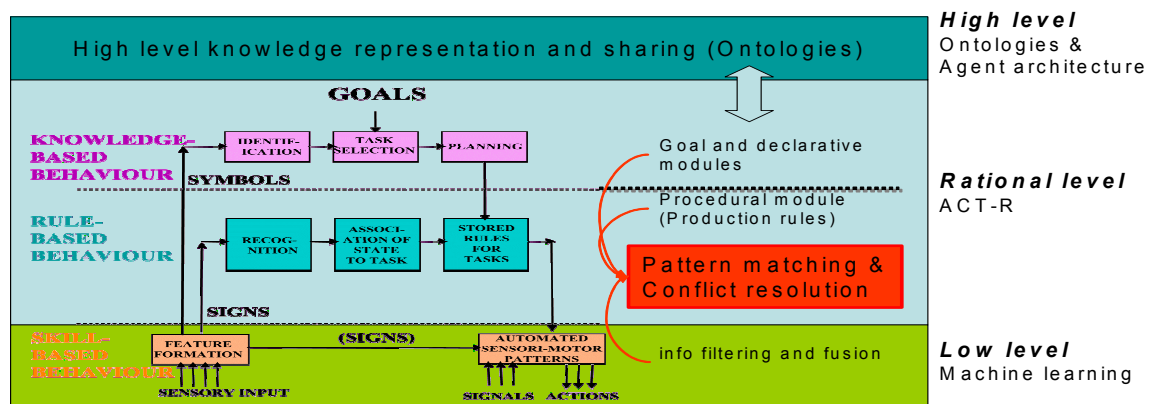 High level knowledge representation and sharing (Ontologies)
High level
Ontologies &
Agent architecture
GOALS
KNOWLEDGE-
BASED
BEHAVIOUR
IDENTIF-
ICATION
TASK
SELECTION
PLANNING
SYMBOLS
Goal and declarative
modules
Rational level
ACT-R
Procedural module
(Production rules)
RULE-
BASED
BEHAVIOUR
RECOG-
NITION
ASSOCI-
ATION OF
STATE
TO TASK
STORED
RULES
FOR
TASKS
Pattern matching &
Conflict resolution
SIGNS
SKILL-
BASED
BEHAVIOUR
FEATURE
FORMATION
(SIGNS)
AUTOMATED
SENSORI-MOTOR
PATTERNS
info filtering and fusion
Low level
Machine learning
SENSORY INPUT
SIGNALS
ACTIONS